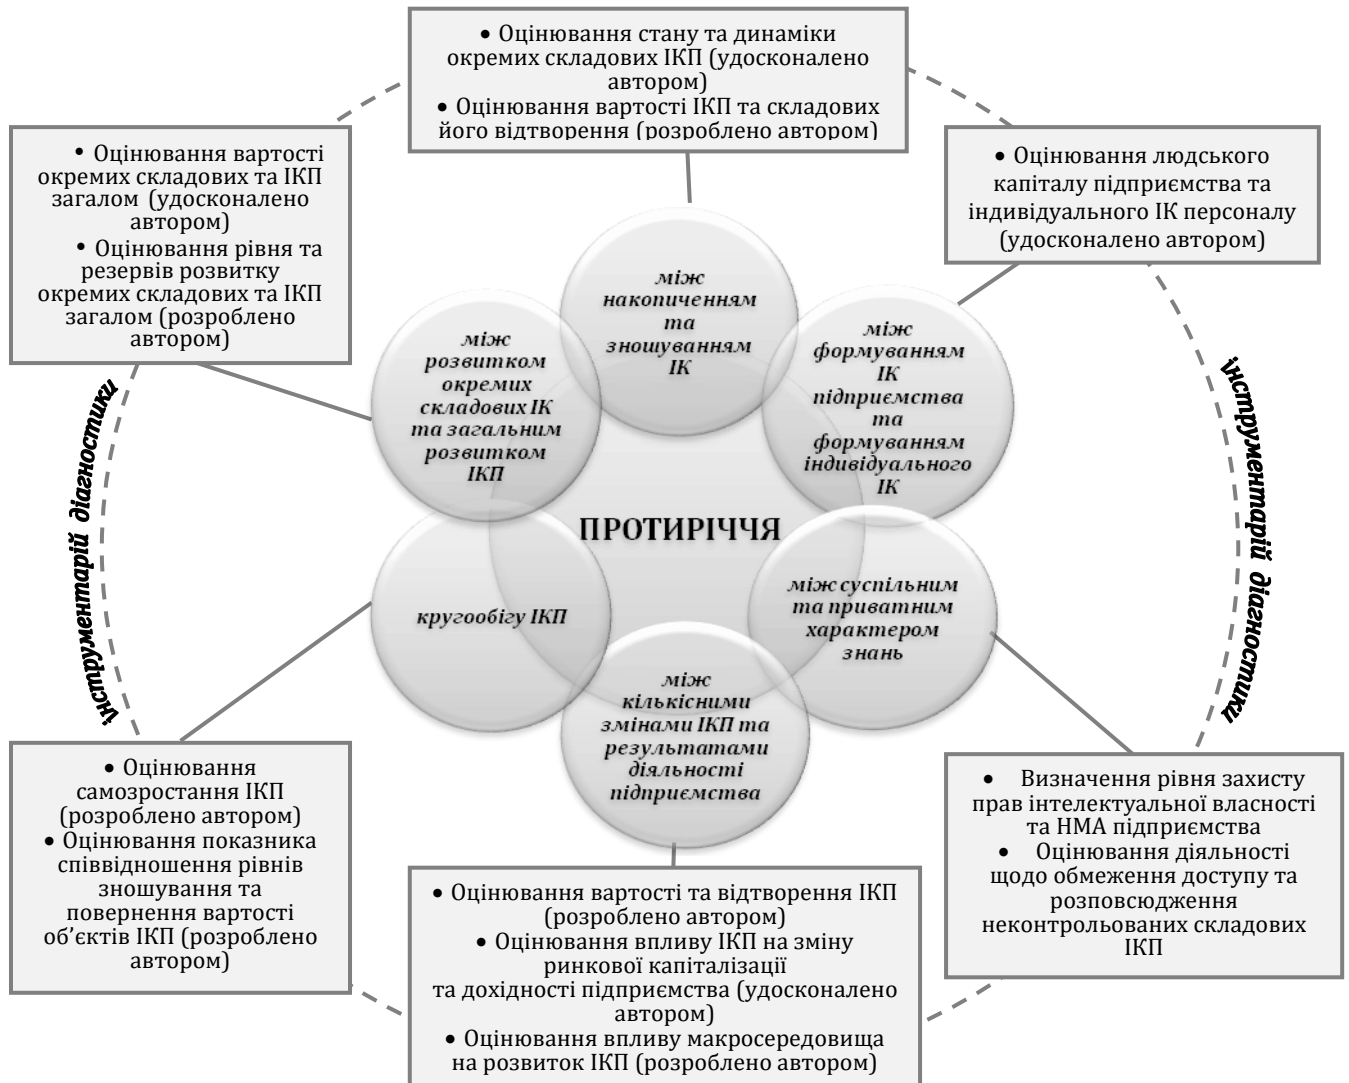 • Оцінювання стану та динаміки
окремих складових ІКП (удосконалено
автором)
• Оцінювання вартості ІКП та складових
його відтворення (розроблено автором)
• Оцінювання вартості
окремих складових та ІКП
загалом (удосконалено
автором)
• Оцінювання рівня та
резервів розвитку
окремих складових та ІКП
загалом (розроблено
автором)
• Оцінювання людського
капіталу підприємства та
індивідуального ІК персоналу
(удосконалено автором)
між
накопиченням
та
зношуванням
ІК
між
розвитком
окремих
складових ІК
та загальним
розвитком
ІКП
між
формуванням
ІК
підприємства
та
формуванням
індивідуального
ІК
інструментарій діагностики
інструментарій діагностики
ПРОТИРІЧЧЯ
кругообігу ІКП
між суспільним
та приватним
характером
знань
між
кількісними
змінами ІКП та
результатами
діяльності
підприємства
• Оцінювання
самозростання ІКП
(розроблено автором)
• Оцінювання показника
співвідношення рівнів
зношування та
повернення вартості
об’єктів ІКП (розроблено
автором)
• Оцінювання вартості та відтворення ІКП
(розроблено автором)
• Оцінювання впливу ІКП на зміну
ринкової капіталізації
та дохідності підприємства (удосконалено
автором)
• Оцінювання впливу макросередовища
на розвиток ІКП (розроблено автором)
• Визначення рівня захисту
прав інтелектуальної власності
та НМА підприємства
• Оцінювання діяльності
щодо обмеження доступу та
розповсюдження
неконтрольованих складових
ІКП